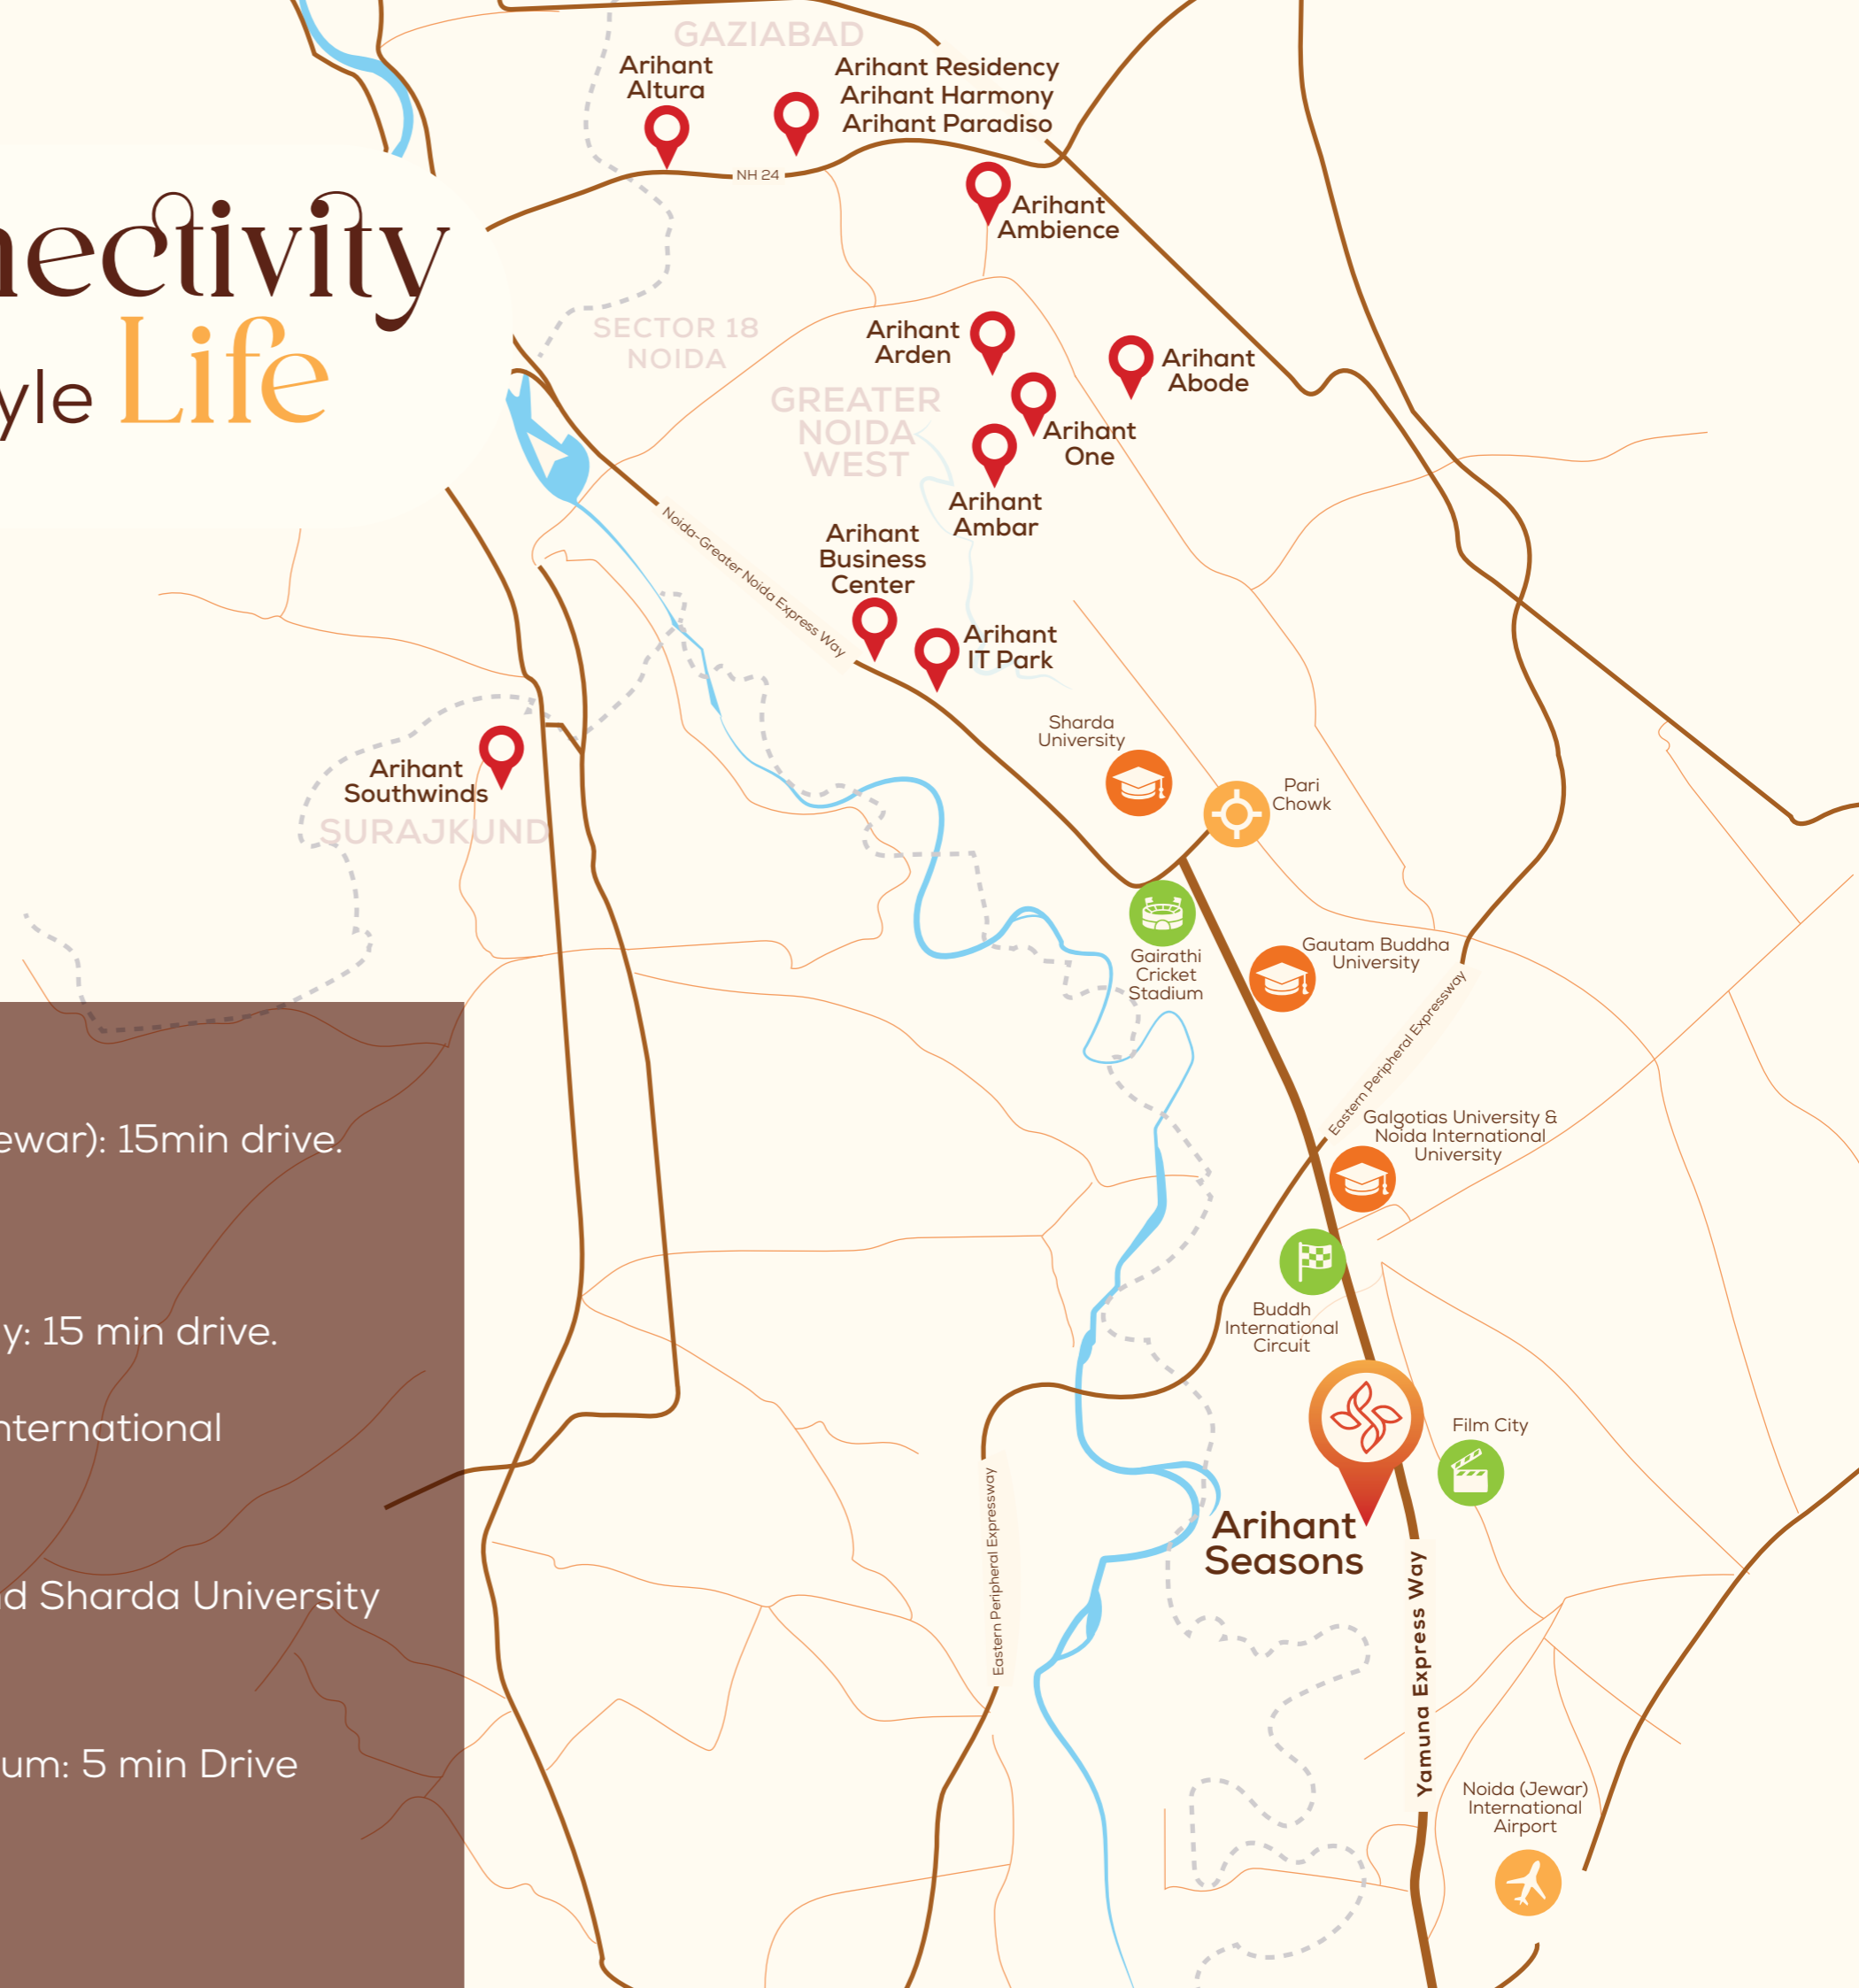 GAZIABAD
Arihant
Altura
Arihant Residency
Arihant Harmony
Arihant Paradiso
NH 24
Arihant
Ambience
nectivity
yle Life
SECTOR 18
NOIDA
Arihant
Arden
Arihant
Abode
GREATER
NOIDA
WEST
Arihant
One
Arihant
Ambar
Noida-Greater Noida Express Way
Arihant
Business
Center
Arihant
IT Park
Sharda
University
Pari
Chowk
Arihant
Southwinds
SURAJKUND
Gairathi
Cricket
Stadium
Gautam Buddha
University
Eastern Peripheral Expressway
Galgotias University &
Noida International
University
Buddh
International
Circuit
Film City
Arihant
Seasons
Eastern Peripheral Expressway
Yamuna Express Way
Noida (Jewar)
International
Airport
ewar): 15min drive.
y: 15 min drive.
nternational
d Sharda University
um: 5 min Drive